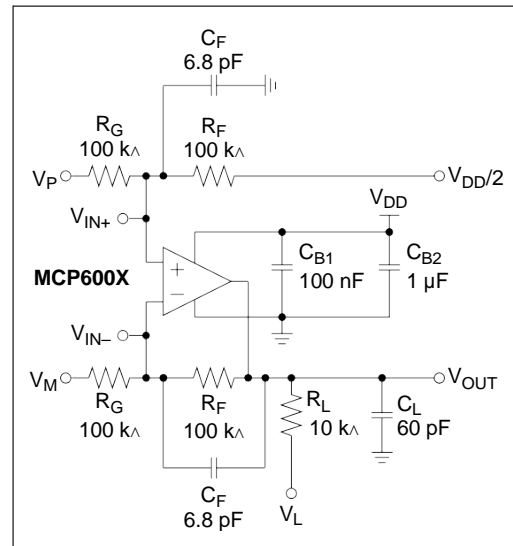 C_F
6.8 pF
R_G
100 k∧
R_F
100 k∧
V_P
V_DD/2
V_IN+
V_DD
MCP600X
+
−
C_B1
100 nF
C_B2
1 µF
V_IN–
V_M
V_OUT
R_G
100 k∧
R_F
100 k∧
R_L
10 k∧
C_L
60 pF
C_F
6.8 pF
V_L